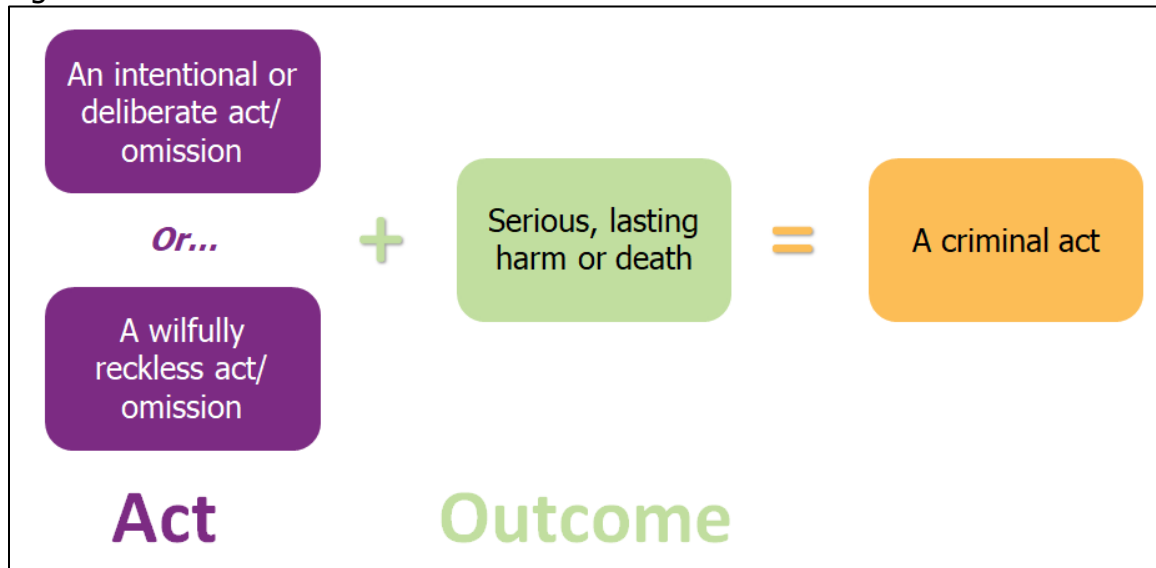 An intentional or
deliberate act/
omission
Or...
A wilfully
reckless act/
omission
+
Serious, lasting
harm or death
=
A criminal act
Act
Outcome